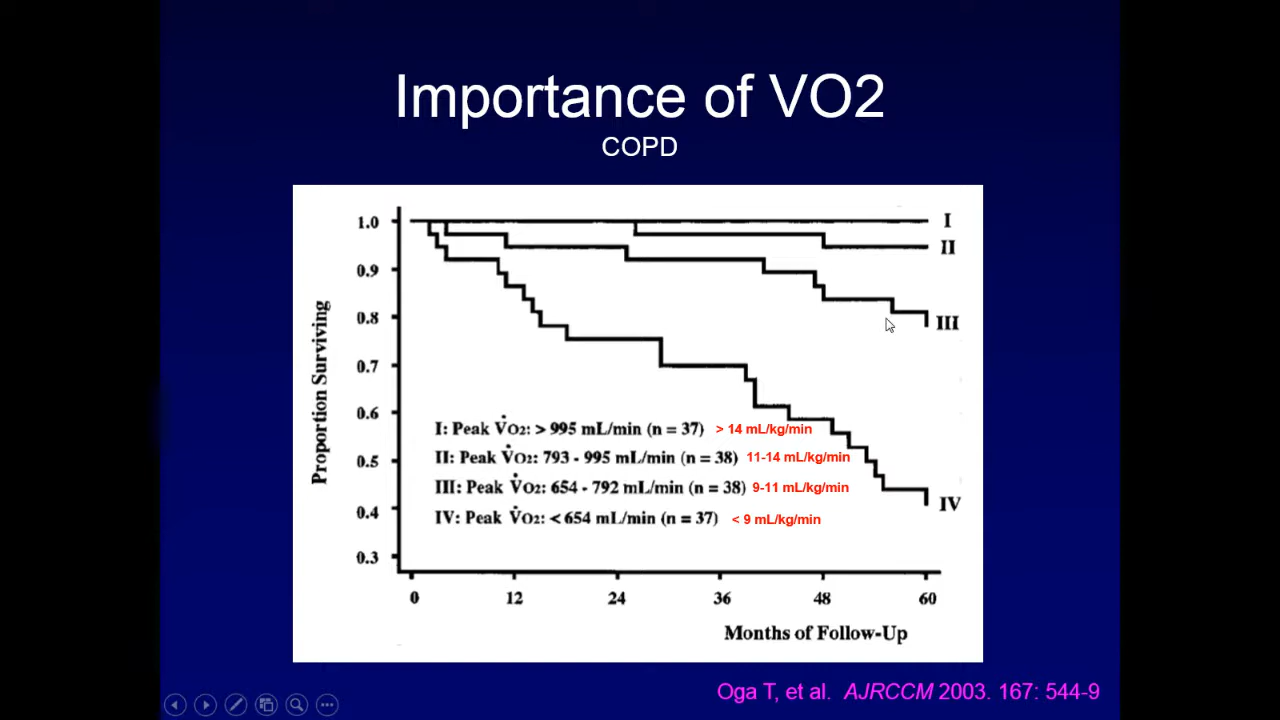 Importance of VO2
COPD
1.0
0.9
0.8
0.7
0.6
0.5
0.4
0.3
Proportion Surviving
I
II
III
IV
I: Peak V̇O2: > 995 mL/min (n = 37) > 14 mL/kg/min
II: Peak V̇O2: 793 - 995 mL/min (n = 38) 11-14 mL/kg/min
III: Peak V̇O2: 654 - 792 mL/min (n = 38) 9-11 mL/kg/min
IV: Peak V̇O2: < 654 mL/min (n = 37) < 9 mL/kg/min
0 12 24 36 48 60
Months of Follow-Up
Oga T, et al. AJRCCM 2003. 167: 544-9